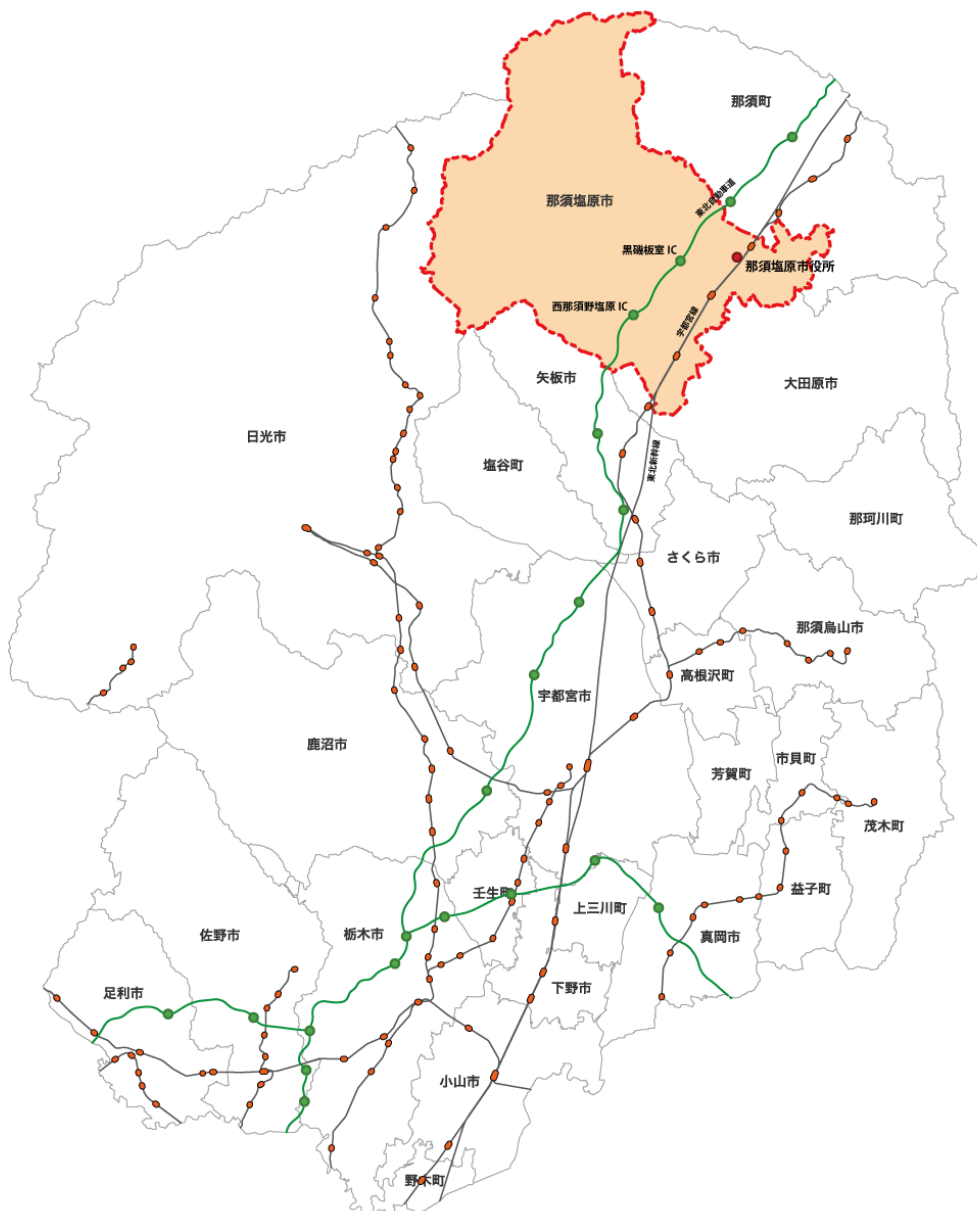 那須町
東北自動車道
那須塩原市
黒磯板室IC
那須塩原市役所
西那須野塩原IC
宇都宮線
矢板市
大田原市
日光市
塩谷町
東北新幹線
那珂川町
さくら市
那須烏山市
高根沢町
宇都宮市
鹿沼市
市貝町
芳賀町
茂木町
壬生町
益子町
上三川町
栃木市
佐野市
真岡市
下野市
足利市
小山市
野木町